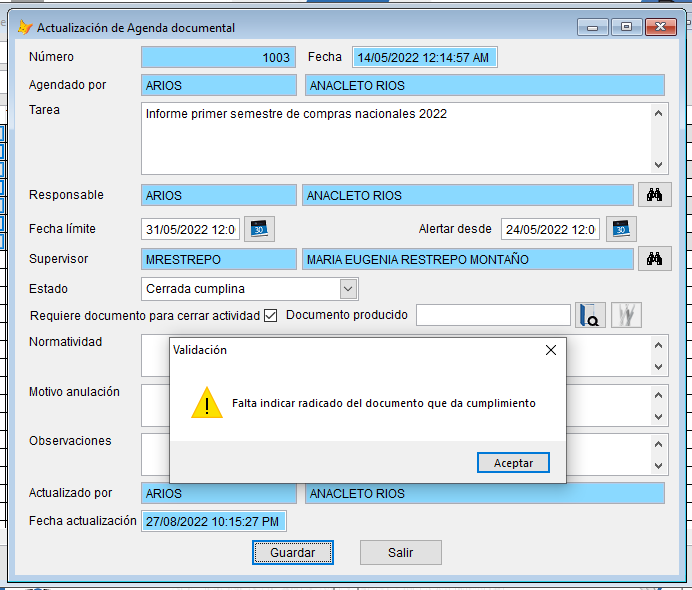 Actualización de Agenda documental
Número 1003 Fecha 14/05/2022 12:14:57 AM
Agendado por ARIOS ANACLETO RIOS
Tarea Informe primer semestre de compras nacionales 2022
Responsable ARIOS ANACLETO RIOS
Fecha límite 31/05/2022 12:0 30 Alertar desde 24/05/2022 12:0 30
Supervisor MRESTREPO MARIA EUGENIA RESTREPO MONTAÑO
Estado Cerrada cumplina
Requiere documento para cerrar actividad Documento producido
Normatividad
Validación
Motivo anulación
Falta indicar radicado del documento que da cumplimiento
Observaciones
Aceptar
Actualizado por ARIOS ANACLETO RIOS
Fecha actualización 27/08/2022 10:15:27 PM
Guardar Salir